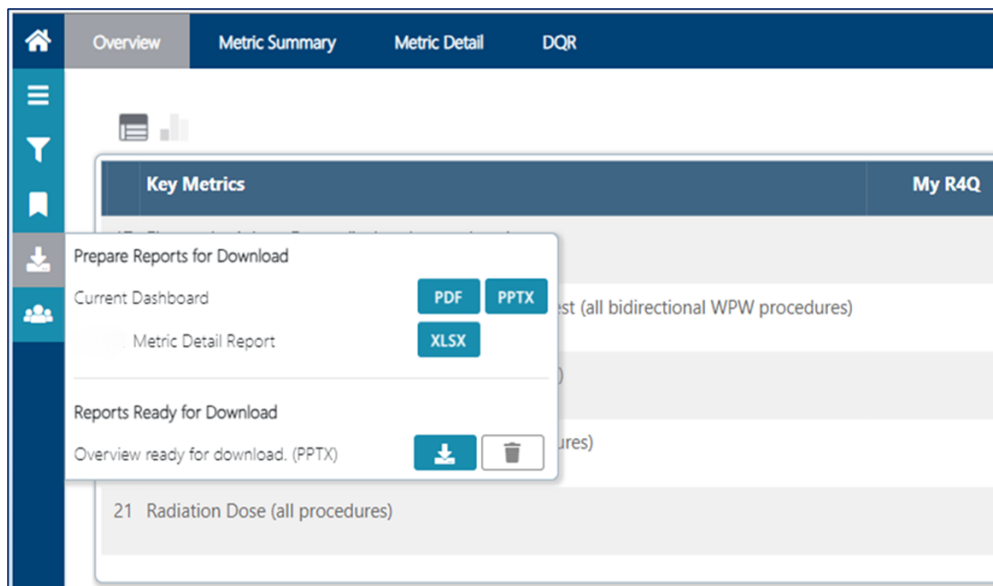 Overview Metric Summary Metric Detail DQR
Key Metrics My R4Q
Prepare Reports for Download
Current Dashboard PDF PPTX
est (all bidirectional WPW procedures)
Metric Detail Report XLSX
)
Reports Ready for Download
ures)
Overview ready for download. (PPTX)
21 Radiation Dose (all procedures)